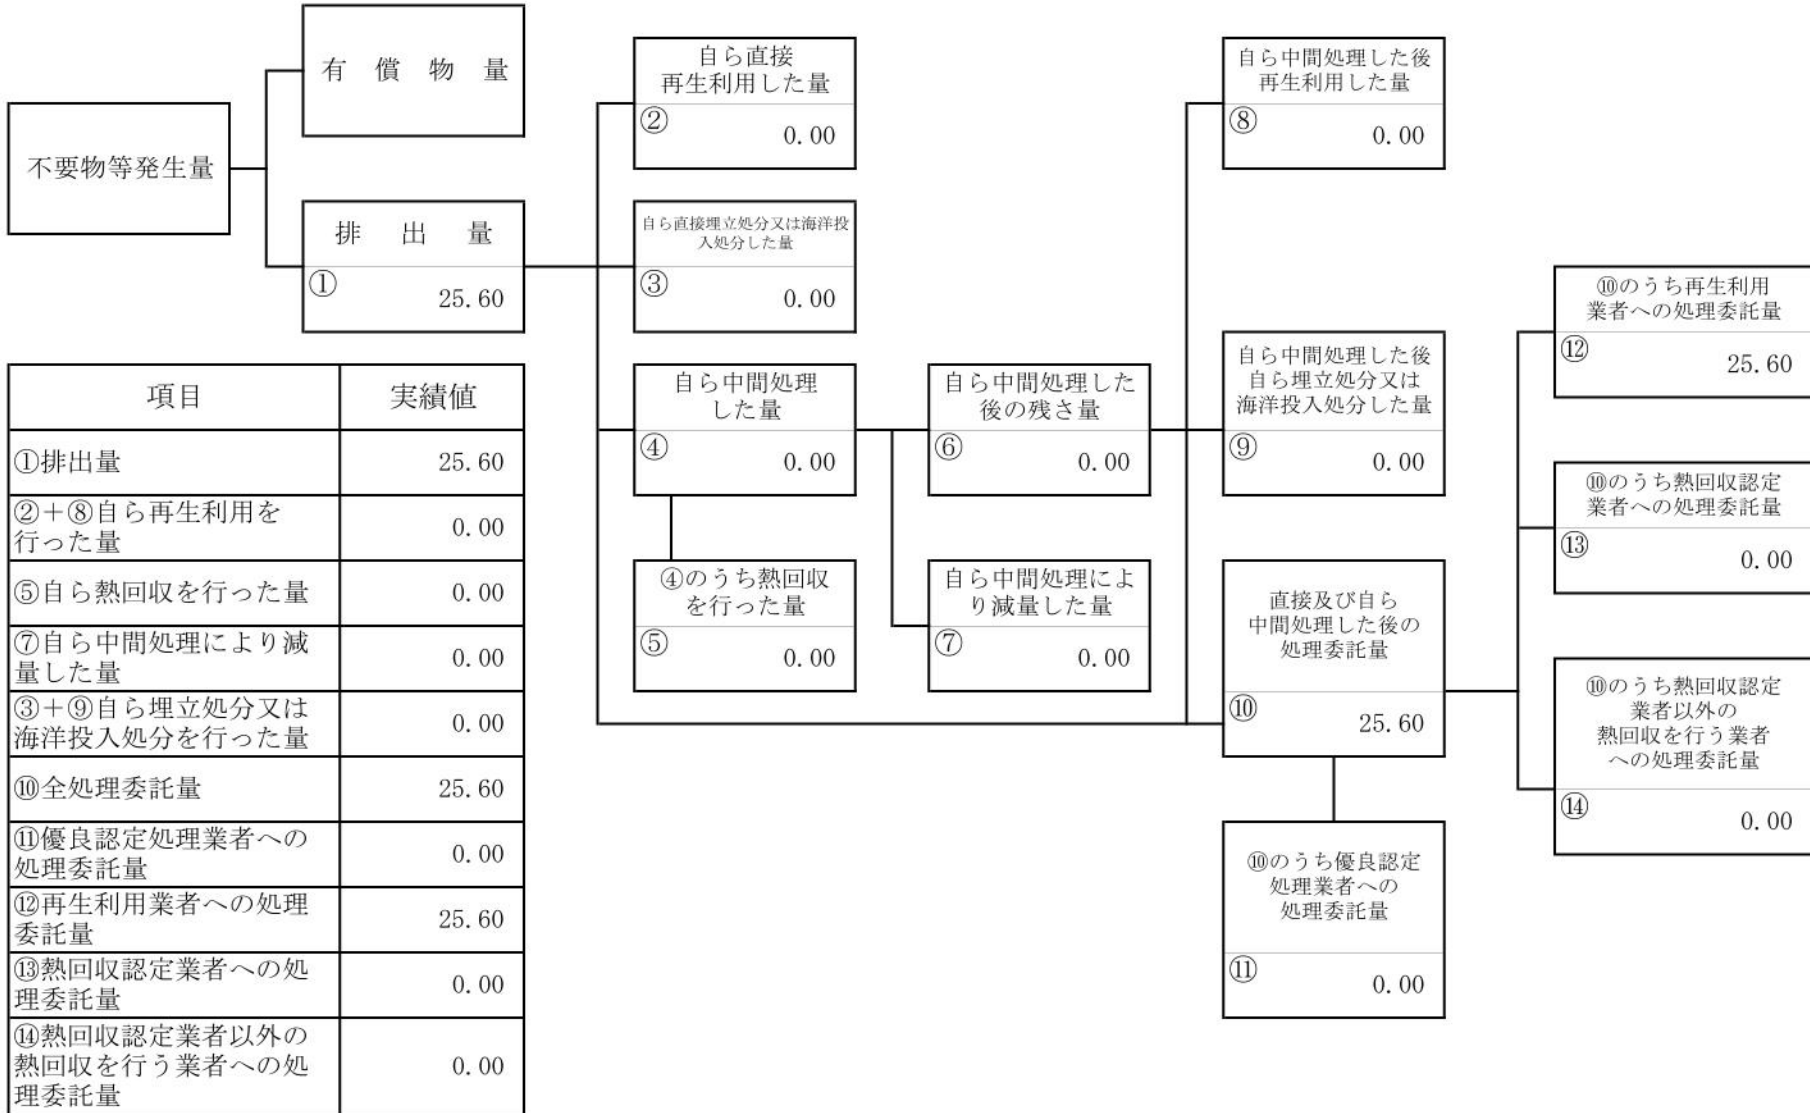 不要物等発生量
有償物量
排出量
①
25.60
自ら直接
再生利用した量
②
0.00
自ら直接埋立処分又は海洋投
入処分した量
③
0.00
自ら中間処理
した量
④
0.00
④のうち熱回収
を行った量
⑤
0.00
自ら中間処理した
後の残さ量
⑥
0.00
自ら中間処理によ
り減量した量
⑦
0.00
自ら中間処理した後
再生利用した量
⑧
0.00
自ら中間処理した後
自ら埋立処分又は
海洋投入処分した量
⑨
0.00
直接及び自ら
中間処理した後の
処理委託量
⑩
25.60
⑩のうち優良認定
処理業者への
処理委託量
⑪
0.00
⑩のうち再生利用
業者への処理委託量
⑫
25.60
⑩のうち熱回収認定
業者への処理委託量
⑬
0.00
⑩のうち熱回収認定
業者以外の
熱回収を行う業者
への処理委託量
⑭
0.00
項目 実績値
①排出量 25.60
②＋⑧自ら再生利用を
行った量 0.00
⑤自ら熱回収を行った量 0.00
⑦自ら中間処理により減
量した量 0.00
③＋⑨自ら埋立処分又は
海洋投入処分を行った量 0.00
⑩全処理委託量 25.60
⑪優良認定処理業者への
処理委託量 0.00
⑫再生利用業者への処理
委託量 25.60
⑬熱回収認定業者への処
理委託量 0.00
⑭熱回収認定業者以外の
熱回収を行う業者への処
理委託量 0.00